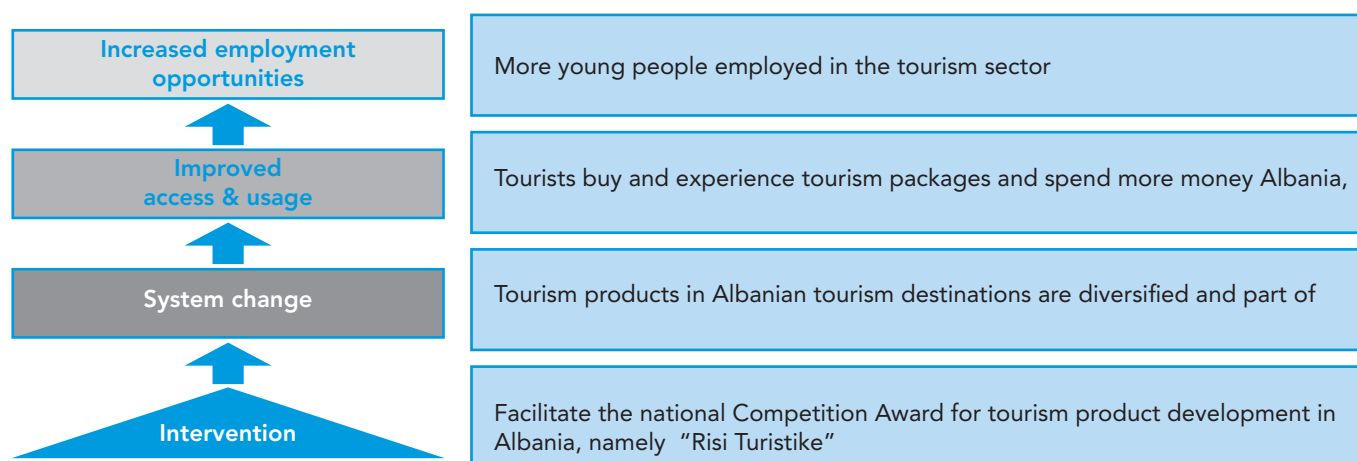 Increased employment
opportunities
More young people employed in the tourism sector
Improved
access & usage
Tourists buy and experience tourism packages and spend more money Albania,
System change
Tourism products in Albanian tourism destinations are diversified and part of
Intervention
Facilitate the national Competition Award for tourism product development in
Albania, namely “Risi Turistike”